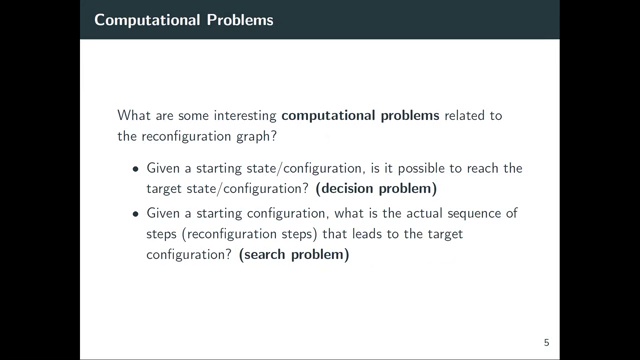 Computational Problems
What are some interesting computational problems related to
the reconfiguration graph?
• Given a starting state/configuration, is it possible to reach the
target state/configuration? (decision problem)
• Given a starting configuration, what is the actual sequence of
steps (reconfiguration steps) that leads to the target
configuration? (search problem)
5